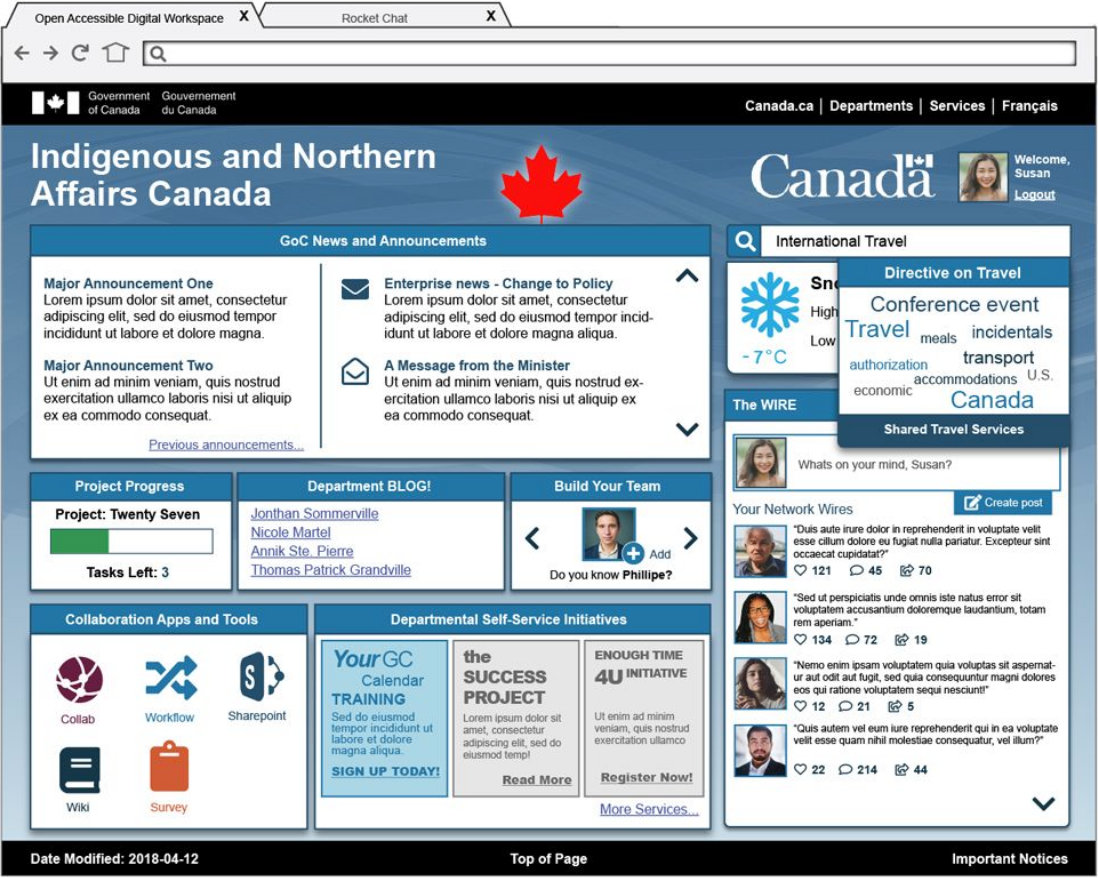 Open Accessible Digital Workspace X
Rocket Chat X
Government of Canada
Gouvernement du Canada
Canada.ca | Departments | Services | Français
Indigenous and Northern
Affairs Canada
Canada
Welcome,
Susan
Logout
GoC News and Announcements
Major Announcement One
Lorem ipsum dolor sit amet, consectetur
adipiscing elit, sed do eiusmod tempor
incididunt ut labore et dolore magna.
Major Announcement Two
Ut enim ad minim veniam, quis nostrud
exercitation ullamco laboris nisi ut aliquip
ex ea commodo consequat.
Previous announcements...
Enterprise news - Change to Policy
Lorem ipsum dolor sit amet, consectetur
adipiscing elit, sed do eiusmod tempor incid-
idunt ut labore et dolore magna aliqua.
A Message from the Minister
Ut enim ad minim veniam, quis nostrud ex-
ercitation ullamco laboris nisi ut aliquip ex
ea commodo consequat.
International Travel
Directive on Travel
Conference event
Travel meals incidentals
authorization transport
accommodations U.S.
economic Canada
Shared Travel Services
High
Low
- 7°C
The WIRE
Whats on your mind, Susan?
Create post
Your Network Wires
"Duis aute irure dolor in reprehenderit in voluptate velit
esse cillum dolore eu fugiat nulla pariatur. Excepteur sint
occaecat cupidatat?"
121 45 70
"Sed ut perspiciatis unde omnis iste natus error sit
voluptatem accusantium doloremque laudantium, totam
rem aperiam."
134 72 19
"Nemo enim ipsam voluptatem quia voluptas sit aspernat-
ur aut odit aut fugit, sed quia consequuntur magni dolores
eos qui ratione voluptatem sequi nesciunt!"
12 21 5
"Quis autem vel eum iure reprehenderit qui in ea voluptate
velit esse quam nihil molestiae consequatur, vel illum?"
22 214 44
Project Progress
Project: Twenty Seven
Tasks Left: 3
Department BLOG!
Jonthan Sommerville
Nicole Martel
Annik Ste. Pierre
Thomas Patrick Grandville
Build Your Team
Add
Do you know Phillipe?
Collaboration Apps and Tools
Collab
Workflow
S
Sharepoint
Wiki
Survey
Departmental Self-Service Initiatives
Your GC
Calendar
TRAINING
Sed do eiusmod
tempor incididunt ut
labore et dolore
magna aliqua.
SIGN UP TODAY!
the
SUCCESS
PROJECT
Lorem ipsum dolor sit
amet, consectetur
adipiscing elit, sed do
eiusmod temp!
Read More
ENOUGH TIME
4U INITIATIVE
Ut enim ad minim
veniam, quis nostrud
exercitation ullamco
Register Now!
More Services...
Date Modified: 2018-04-12
Top of Page
Important Notices